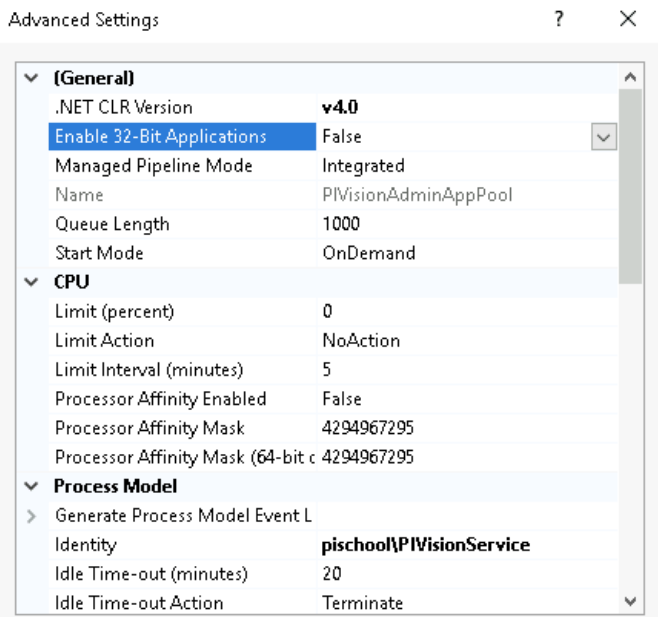 Advanced Settings ? ×
(General)
.NET CLR Version v4.0
Enable 32-Bit Applications False
Managed Pipeline Mode Integrated
Name PIVisionAdminAppPool
Queue Length 1000
Start Mode OnDemand
CPU
Limit (percent) 0
Limit Action NoAction
Limit Interval (minutes) 5
Processor Affinity Enabled False
Processor Affinity Mask 4294967295
Processor Affinity Mask (64-bit c 4294967295
Process Model
Generate Process Model Event L
Identity pischool\PIVisionService
Idle Time-out (minutes) 20
Idle Time-out Action Terminate